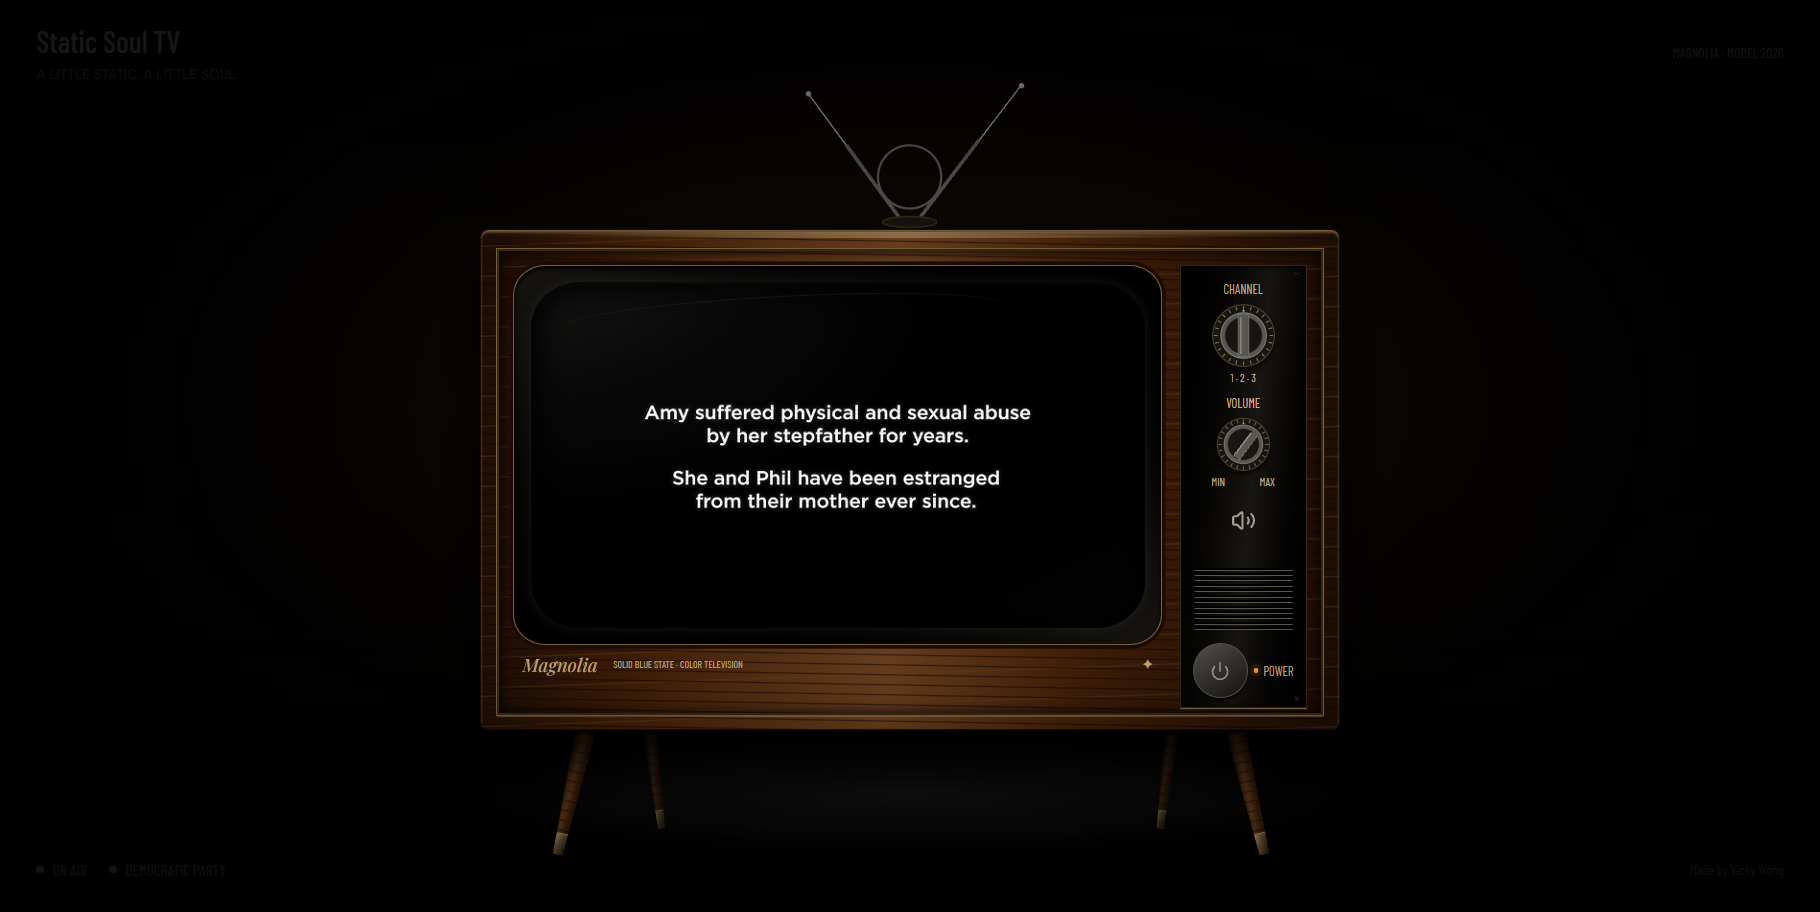 Static Soul TV
A LITTLE STATIC. A LITTLE SOUL.
MAGNOLIA · MODEL 2026
CHANNEL
1 · 2 · 3
VOLUME
MIN MAX
Amy suffered physical and sexual abuse
by her stepfather for years.
She and Phil have been estranged
from their mother ever since.
Magnolia SOLID BLUE STATE · COLOR TELEVISION
POWER
ON AIR DEMOCRATIC PARTY
Made by Vicky Wong